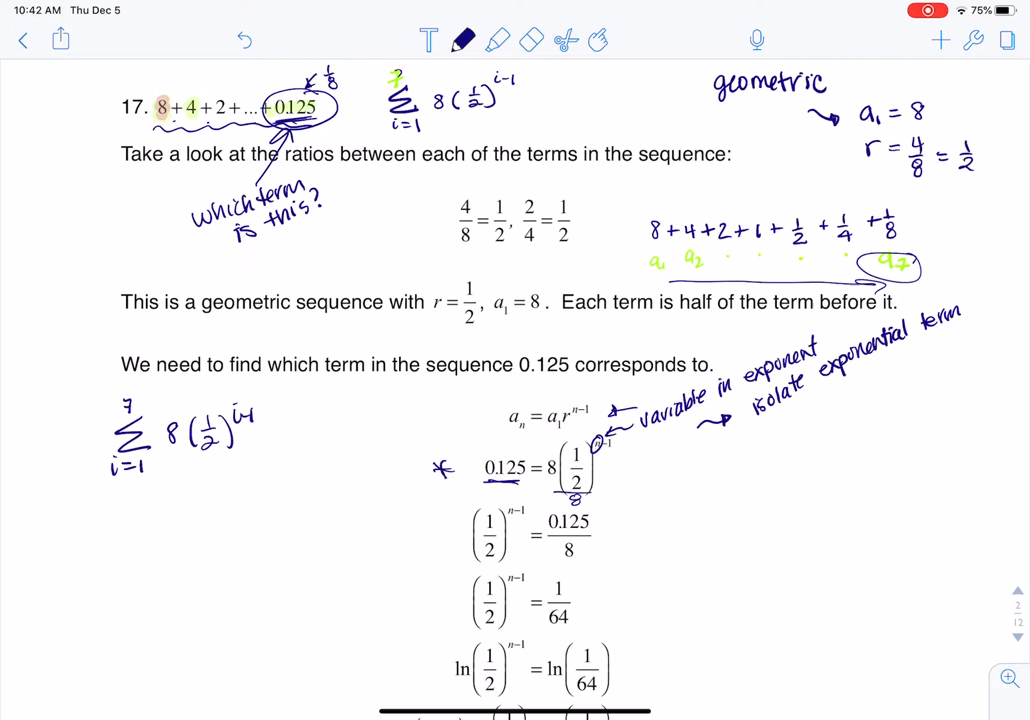 10:42 AM Thu Dec 5
75%
T
17. 8 + 4 + 2 + ... + 0.125
1/8
7
Σ 8(1/2)^{i-1}
i=1
geometric
a₁ = 8
r = 4/8 = 1/2
Take a look at the ratios between each of the terms in the sequence:
which term
is this?
4/8 = 1/2, 2/4 = 1/2
8 + 4 + 2 + 1 + 1/2 + 1/4 + 1/8
a₁ a₂ . . . . a₇
This is a geometric sequence with r = 1/2, a₁ = 8. Each term is half of the term before it.
We need to find which term in the sequence 0.125 corresponds to.
variable in exponent
isolate exponential term
7
Σ 8(1/2)^{i-1}
i=1
aₙ = a₁r^{n−1}
* 0.125 = 8(1/2)^{n−1}
8
(1/2)^{n−1} = 0.125/8
(1/2)^{n−1} = 1/64
ln(1/2)^{n−1} = ln(1/64)
2
12